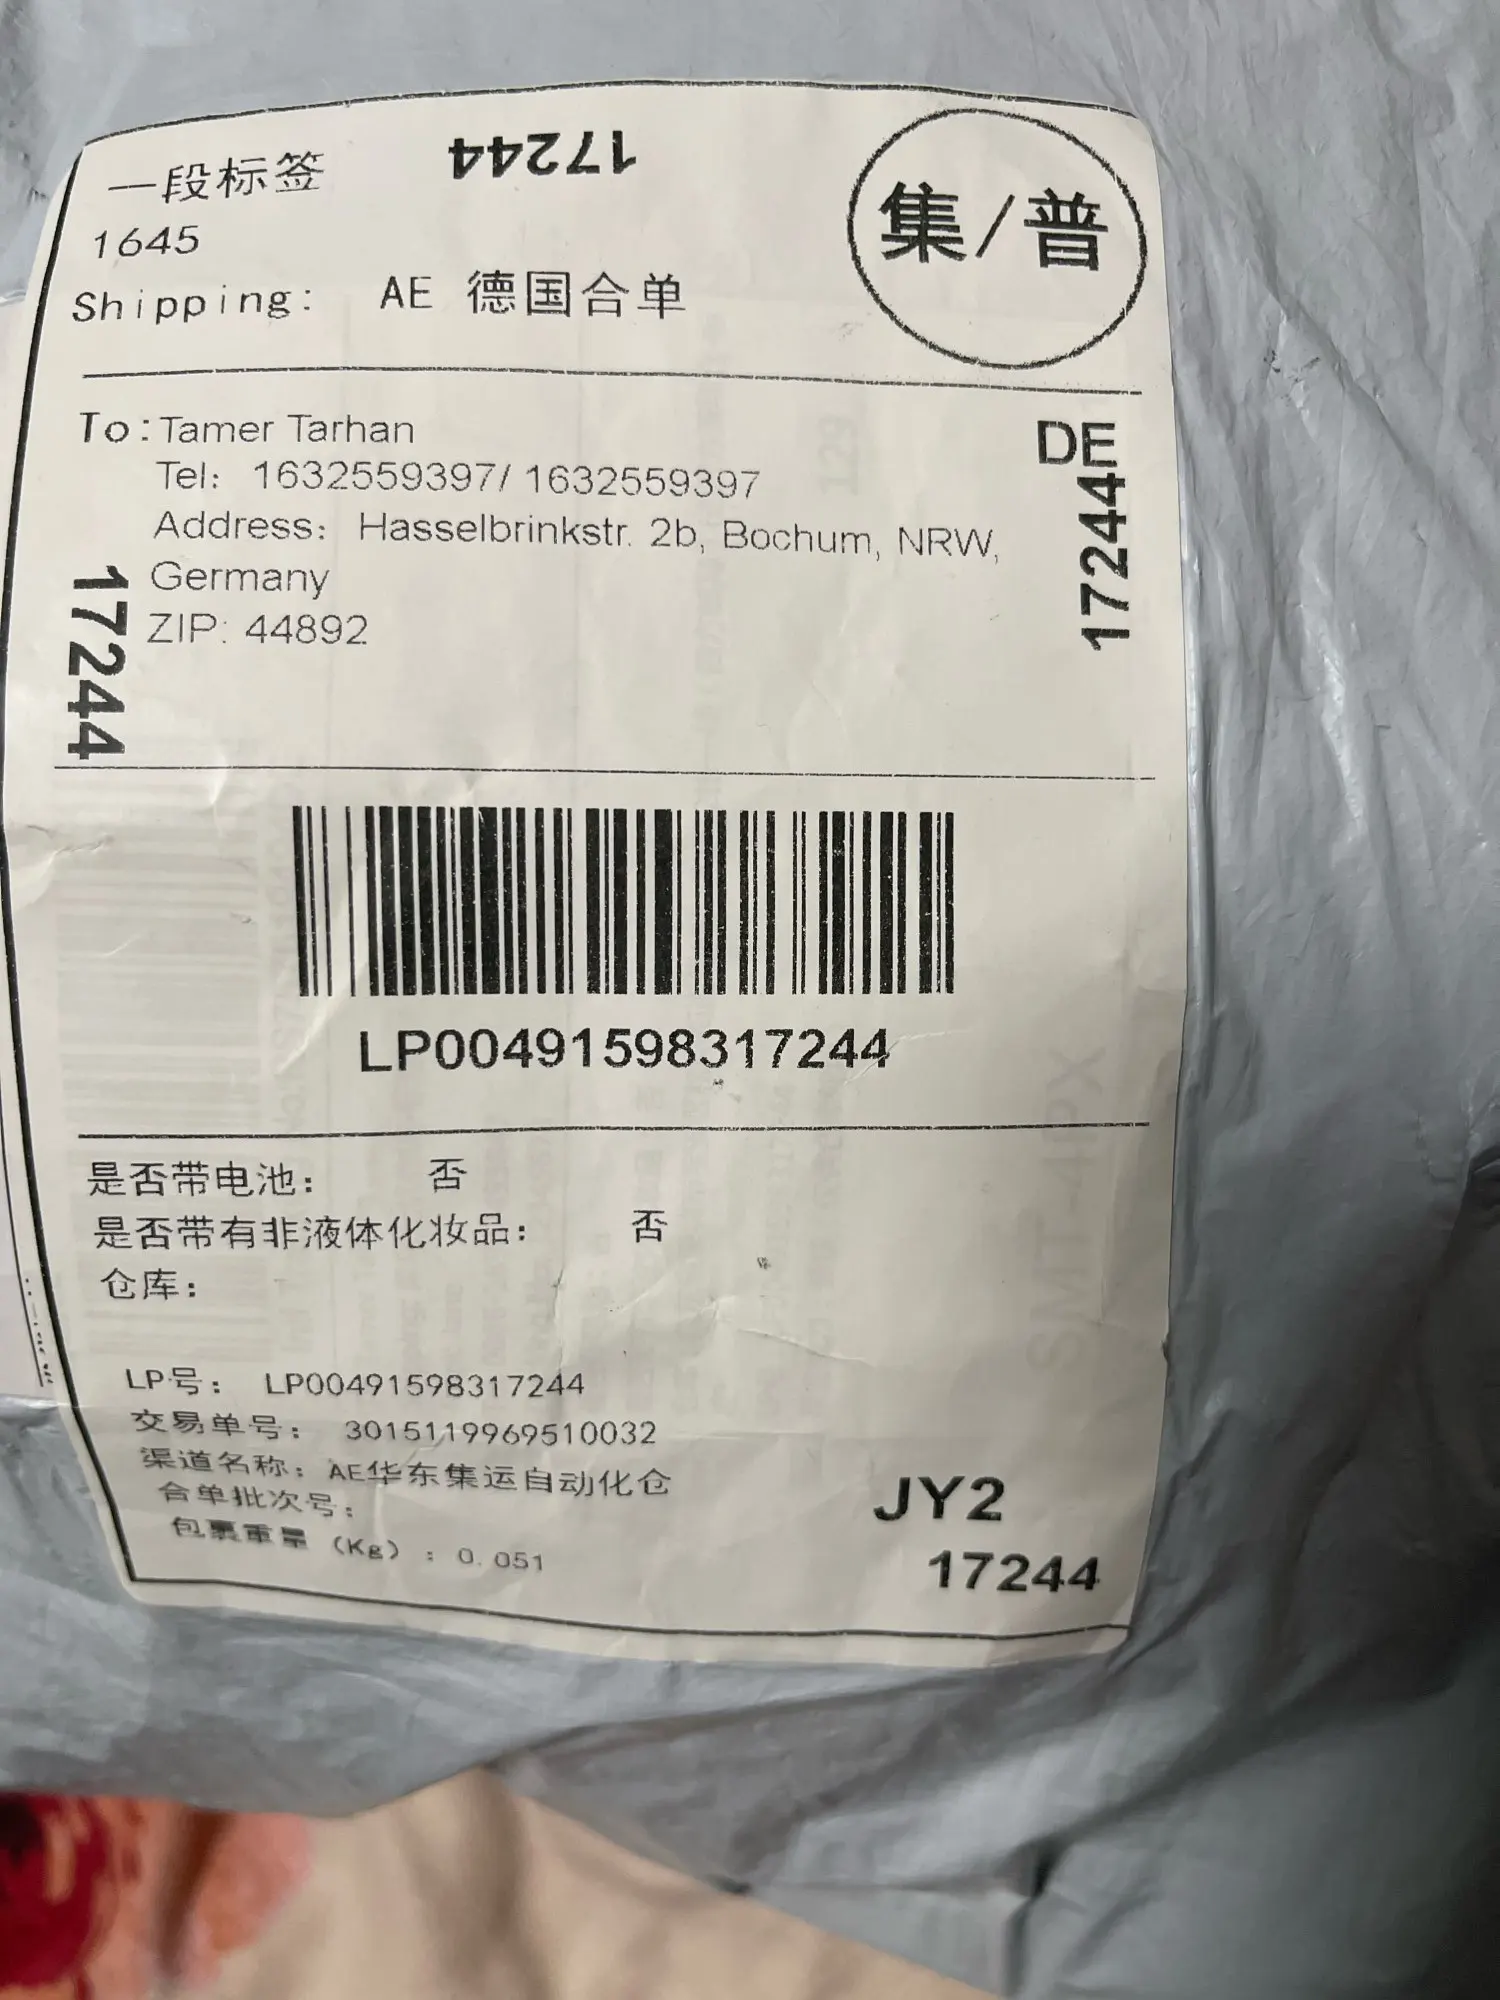 一段标签
17244
集/普
1645
Shipping: AE 德国合单
To:Tamer Tarhan
DE
Tel: 1632559397/ 1632559397
Address: Hasselbrinkstr. 2b, Bochum, NRW,
Germany
ZIP: 44892
17244
17244
LP00491598317244
是否带电池： 否
是否带有非液体化妆品： 否
仓库：
LP号： LP00491598317244
交易单号： 3015119969510032
渠道名称：AE华东集运自动化仓
合单批次号：
包裹重量（Kg）：0.051
JY2
17244